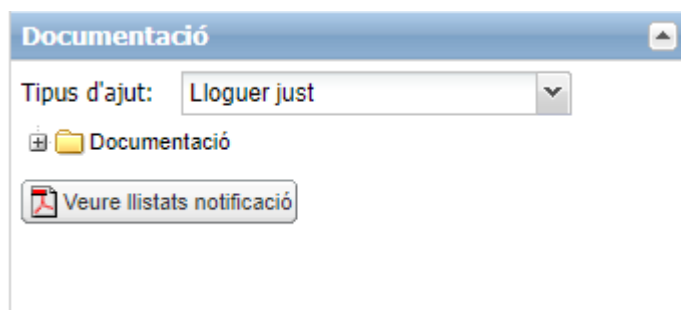 Documentació
Tipus d'ajut: Lloguer just
Documentació
Veure llistats notificació